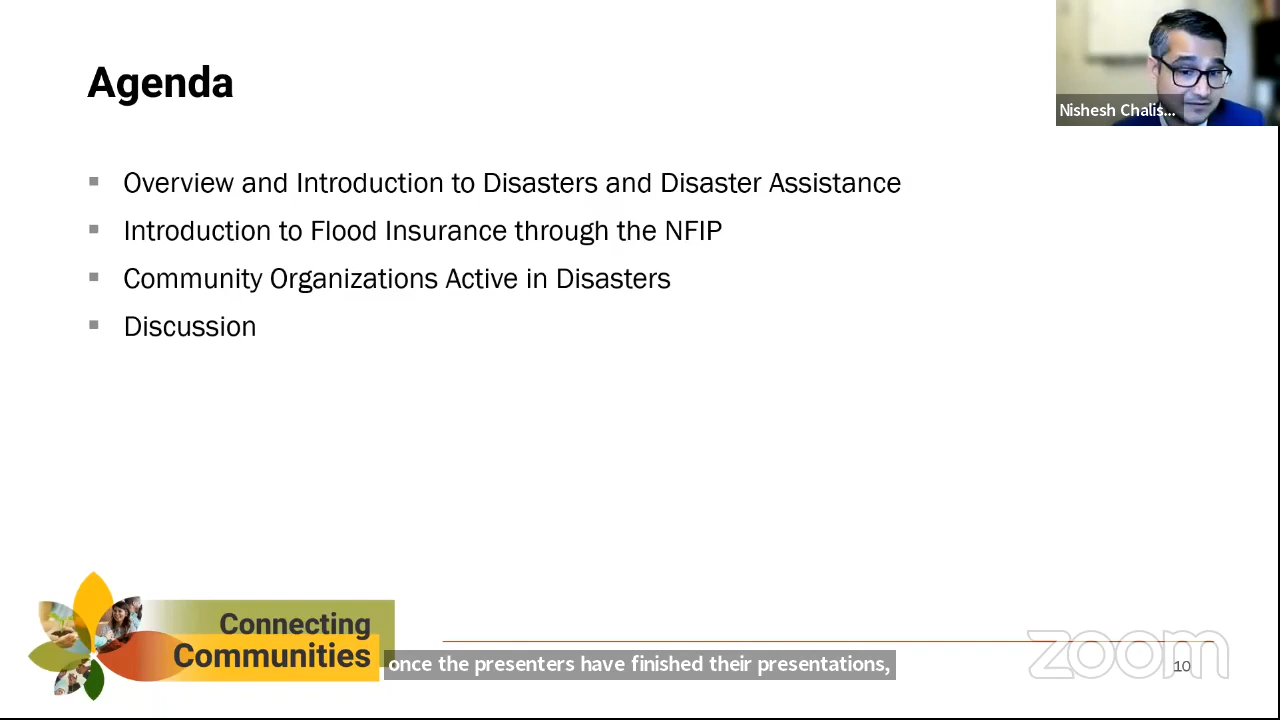 Agenda
Nishesh Chalis...
Overview and Introduction to Disasters and Disaster Assistance
Introduction to Flood Insurance through the NFIP
Community Organizations Active in Disasters
Discussion
Connecting
Communities
once the presenters have finished their presentations,
zoom
10